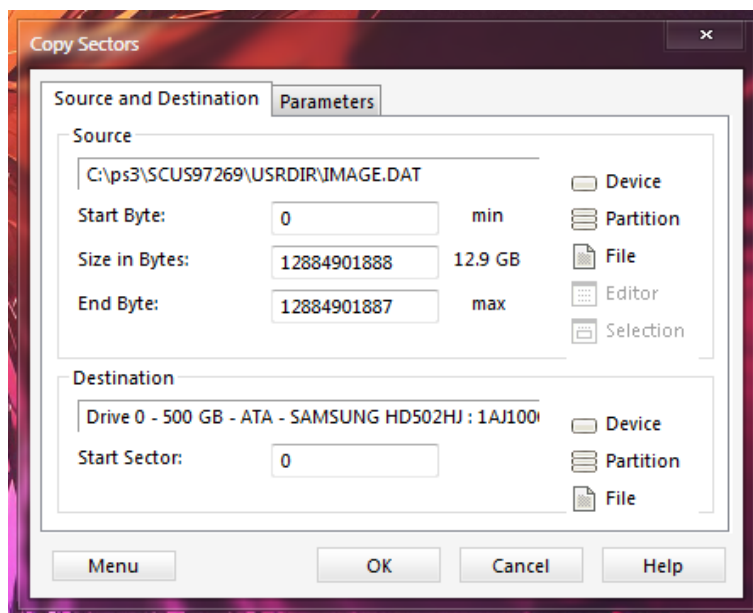 Copy Sectors
Source and Destination
Parameters
Source
C:\ps3\SCUS97269\USRDIR\IMAGE.DAT
Start Byte:
0
min
Size in Bytes:
12884901888
12.9 GB
End Byte:
12884901887
max
Device
Partition
File
Editor
Selection
Destination
Drive 0 - 500 GB - ATA - SAMSUNG HD502HJ : 1AJ100
Start Sector:
0
Device
Partition
File
Menu
OK
Cancel
Help